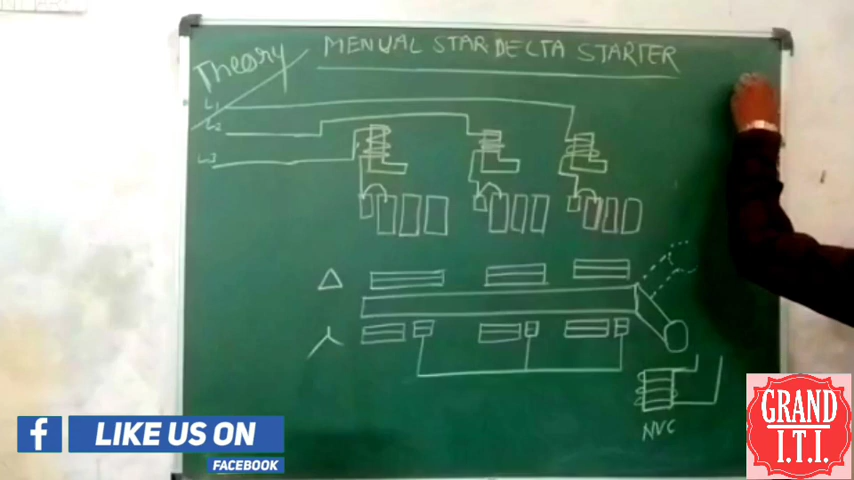 Theory
MENUAL STAR-DELTA STARTER
L1
L2
L3
Δ
NVC
LIKE US ON
FACEBOOK
GRAND
I.T.I.